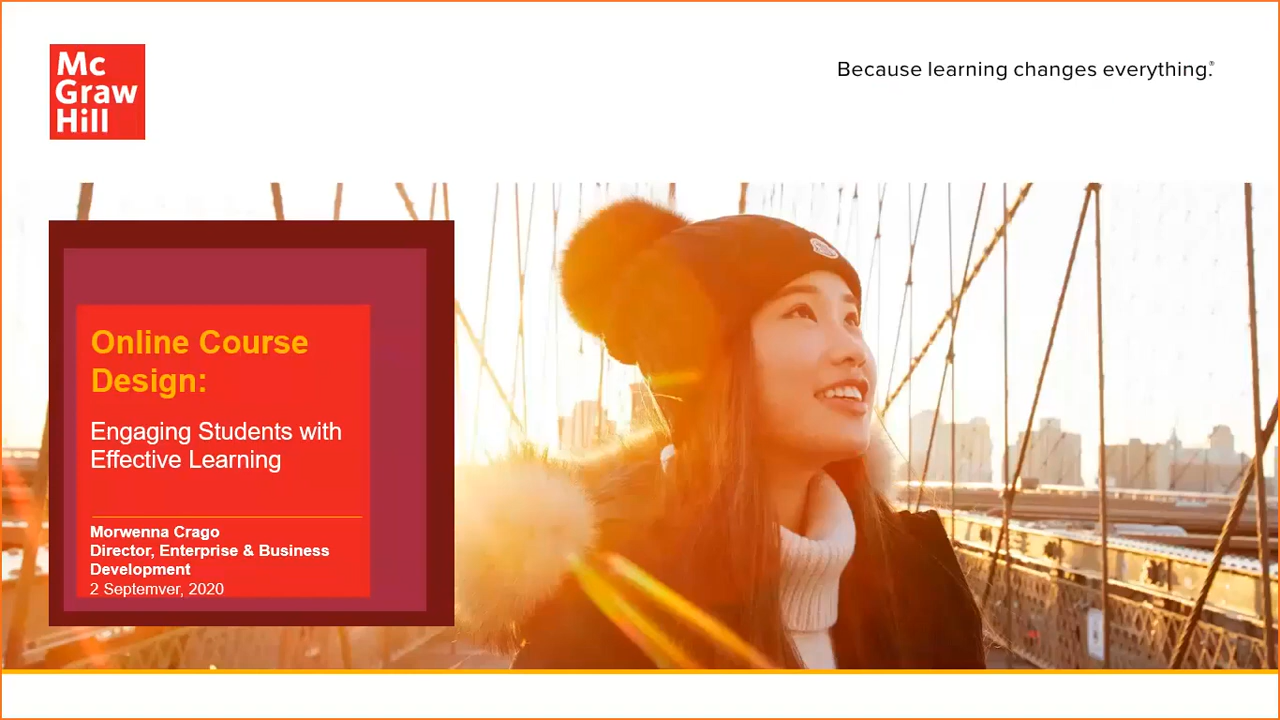 Mc
Graw
Hill
Because learning changes everything.®
Online Course
Design:
Engaging Students with
Effective Learning
Morwenna Crago
Director, Enterprise & Business
Development
2 Septemver, 2020